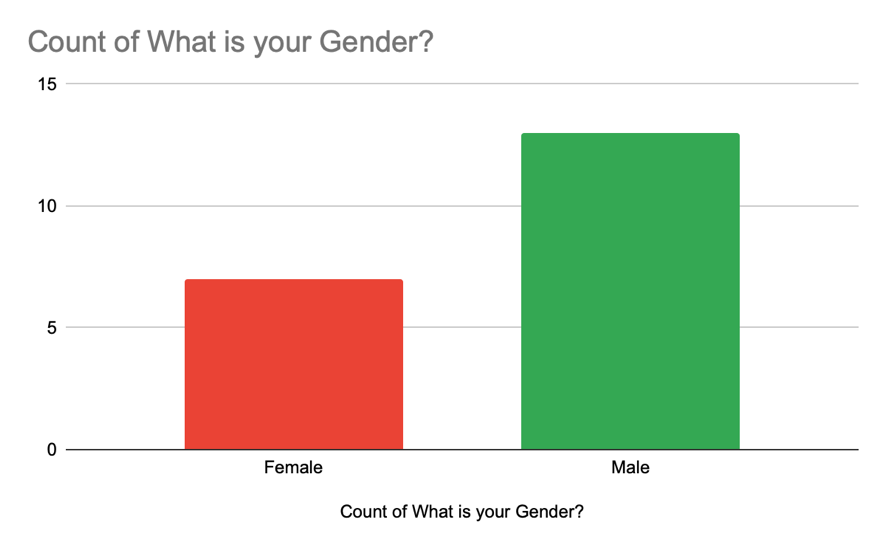 Count of What is your Gender?
15
10
5
0
Female Male
Count of What is your Gender?